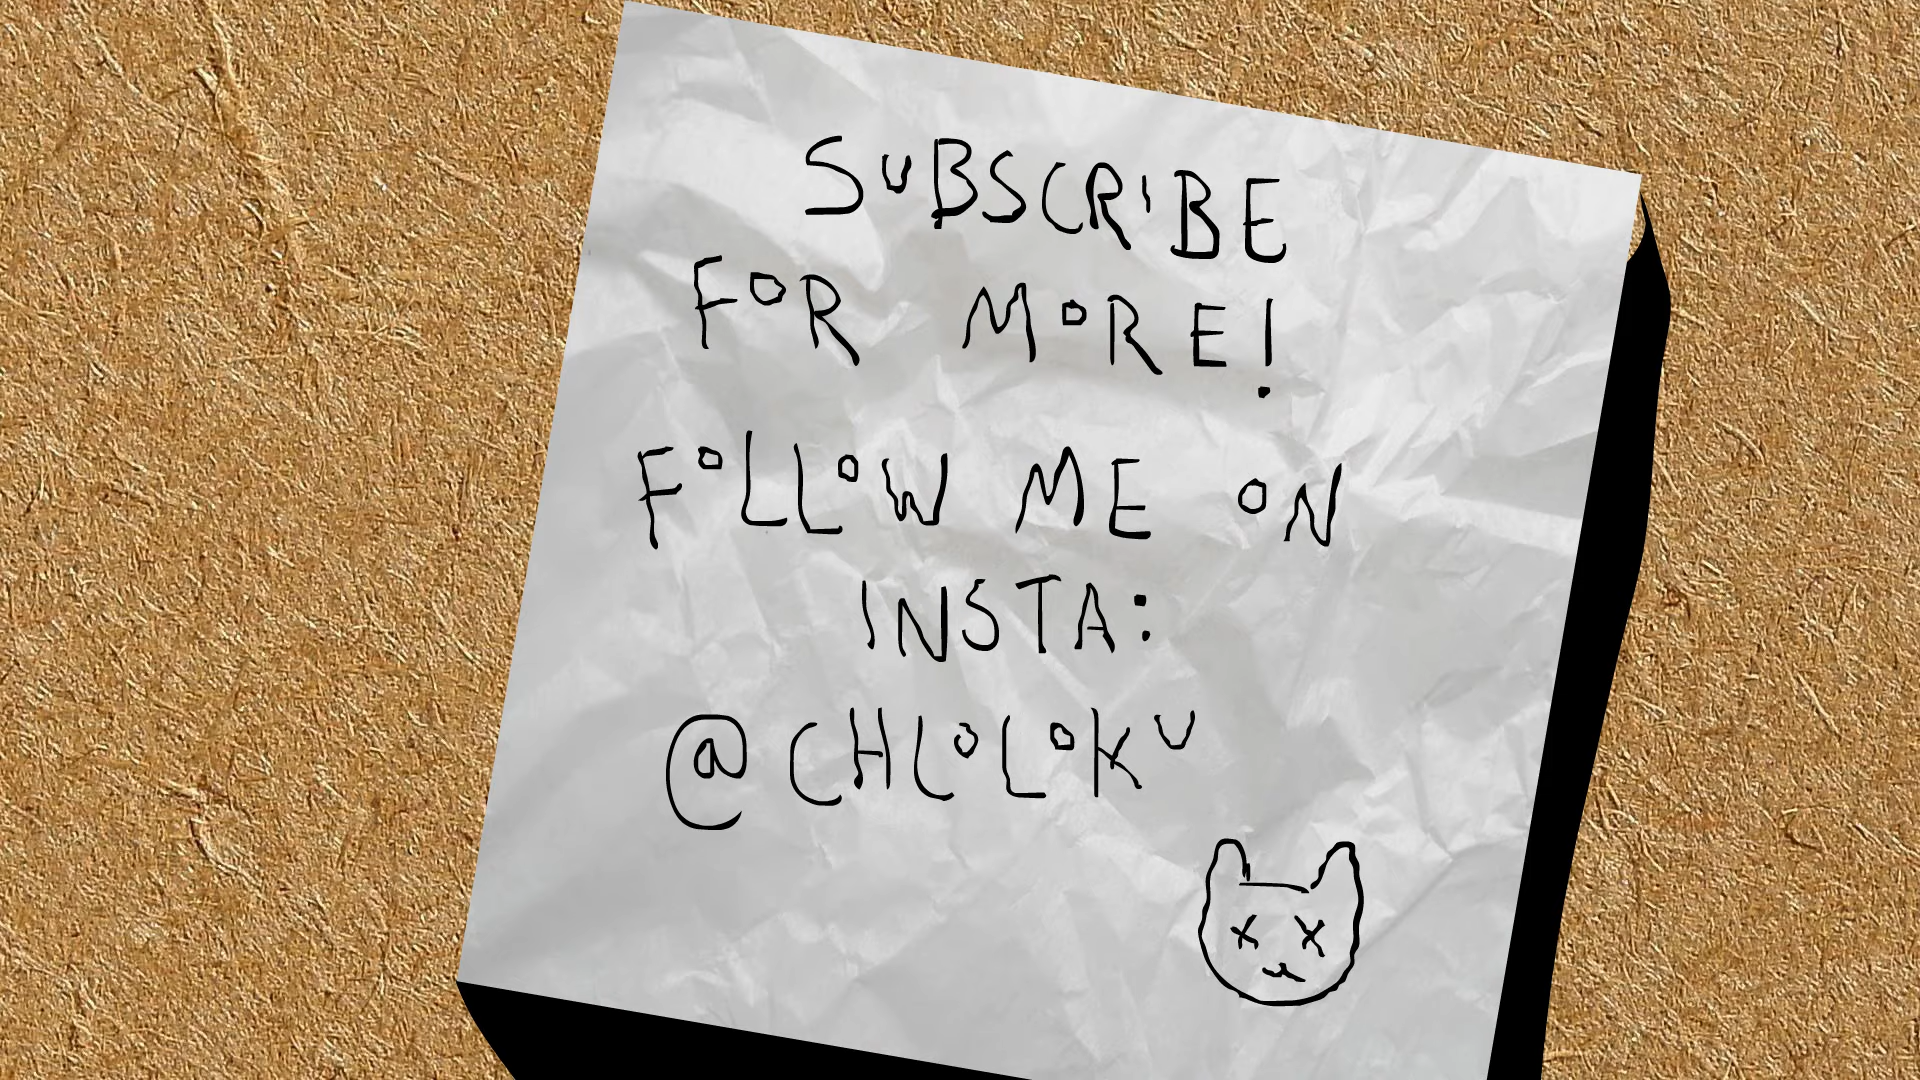 SUBSCRIBE
FOR MORE!
FOLLOW ME ON
INSTA:
@CHLOLOKU